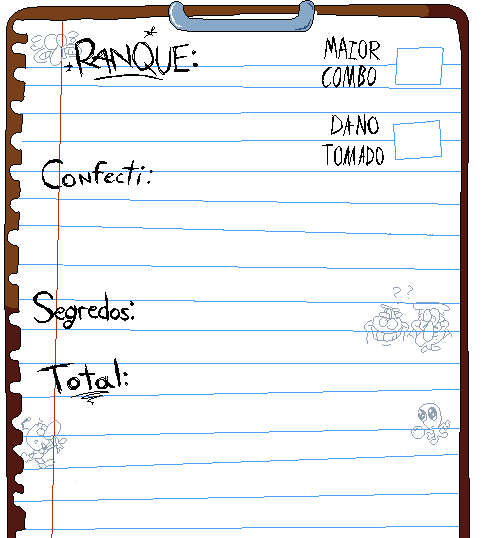 RANQUE:
MAIOR
COMBO
DANO
TOMADO
Confecti:
??
Segredos:
Total: